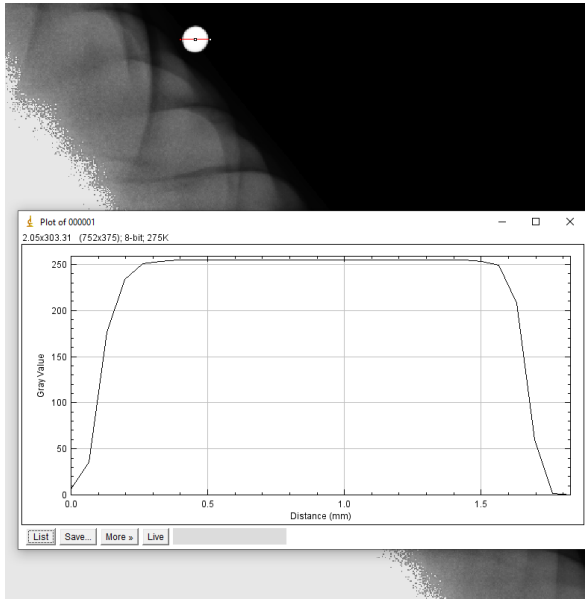 Plot of 000001
2.05x303.31 (752x375); 8-bit; 275K
250
200
150
100
50
0
Gray Value
0.0 0.5 1.0 1.5
Distance (mm)
List Save... More » Live